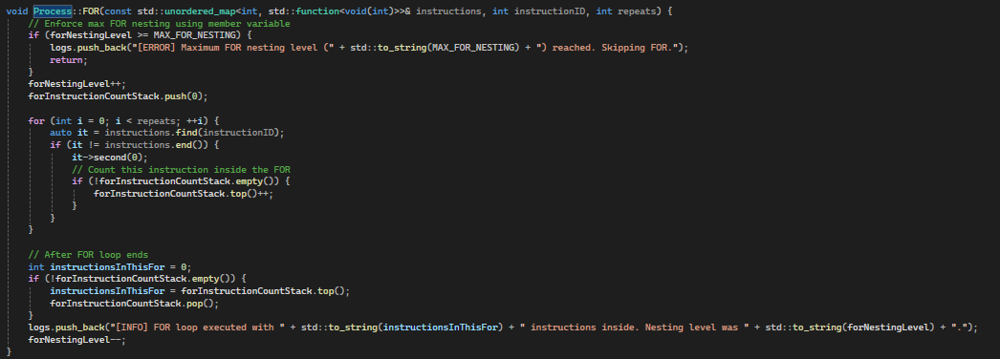 void Process::FOR(const std::unordered_map<int, std::function<void(int)>>& instructions, int instructionID, int repeats) {
    // Enforce max FOR nesting using member variable
    if (forNestingLevel >= MAX_FOR_NESTING) {
        logs.push_back("[ERROR] Maximum FOR nesting level (" + std::to_string(MAX_FOR_NESTING) + ") reached. Skipping FOR.");
        return;
    }
    forNestingLevel++;
    forInstructionCountStack.push(0);

    for (int i = 0; i < repeats; ++i) {
        auto it = instructions.find(instructionID);
        if (it != instructions.end()) {
            it->second(0);
            // Count this instruction inside the FOR
            if (!forInstructionCountStack.empty()) {
                forInstructionCountStack.top()++;
            }
        }
    }

    // After FOR loop ends
    int instructionsInThisFor = 0;
    if (!forInstructionCountStack.empty()) {
        instructionsInThisFor = forInstructionCountStack.top();
        forInstructionCountStack.pop();
    }
    logs.push_back("[INFO] FOR loop executed with " + std::to_string(instructionsInThisFor) + " instructions inside. Nesting level was " + std::to_string(forNestingLevel) + ".");
    forNestingLevel--;
}